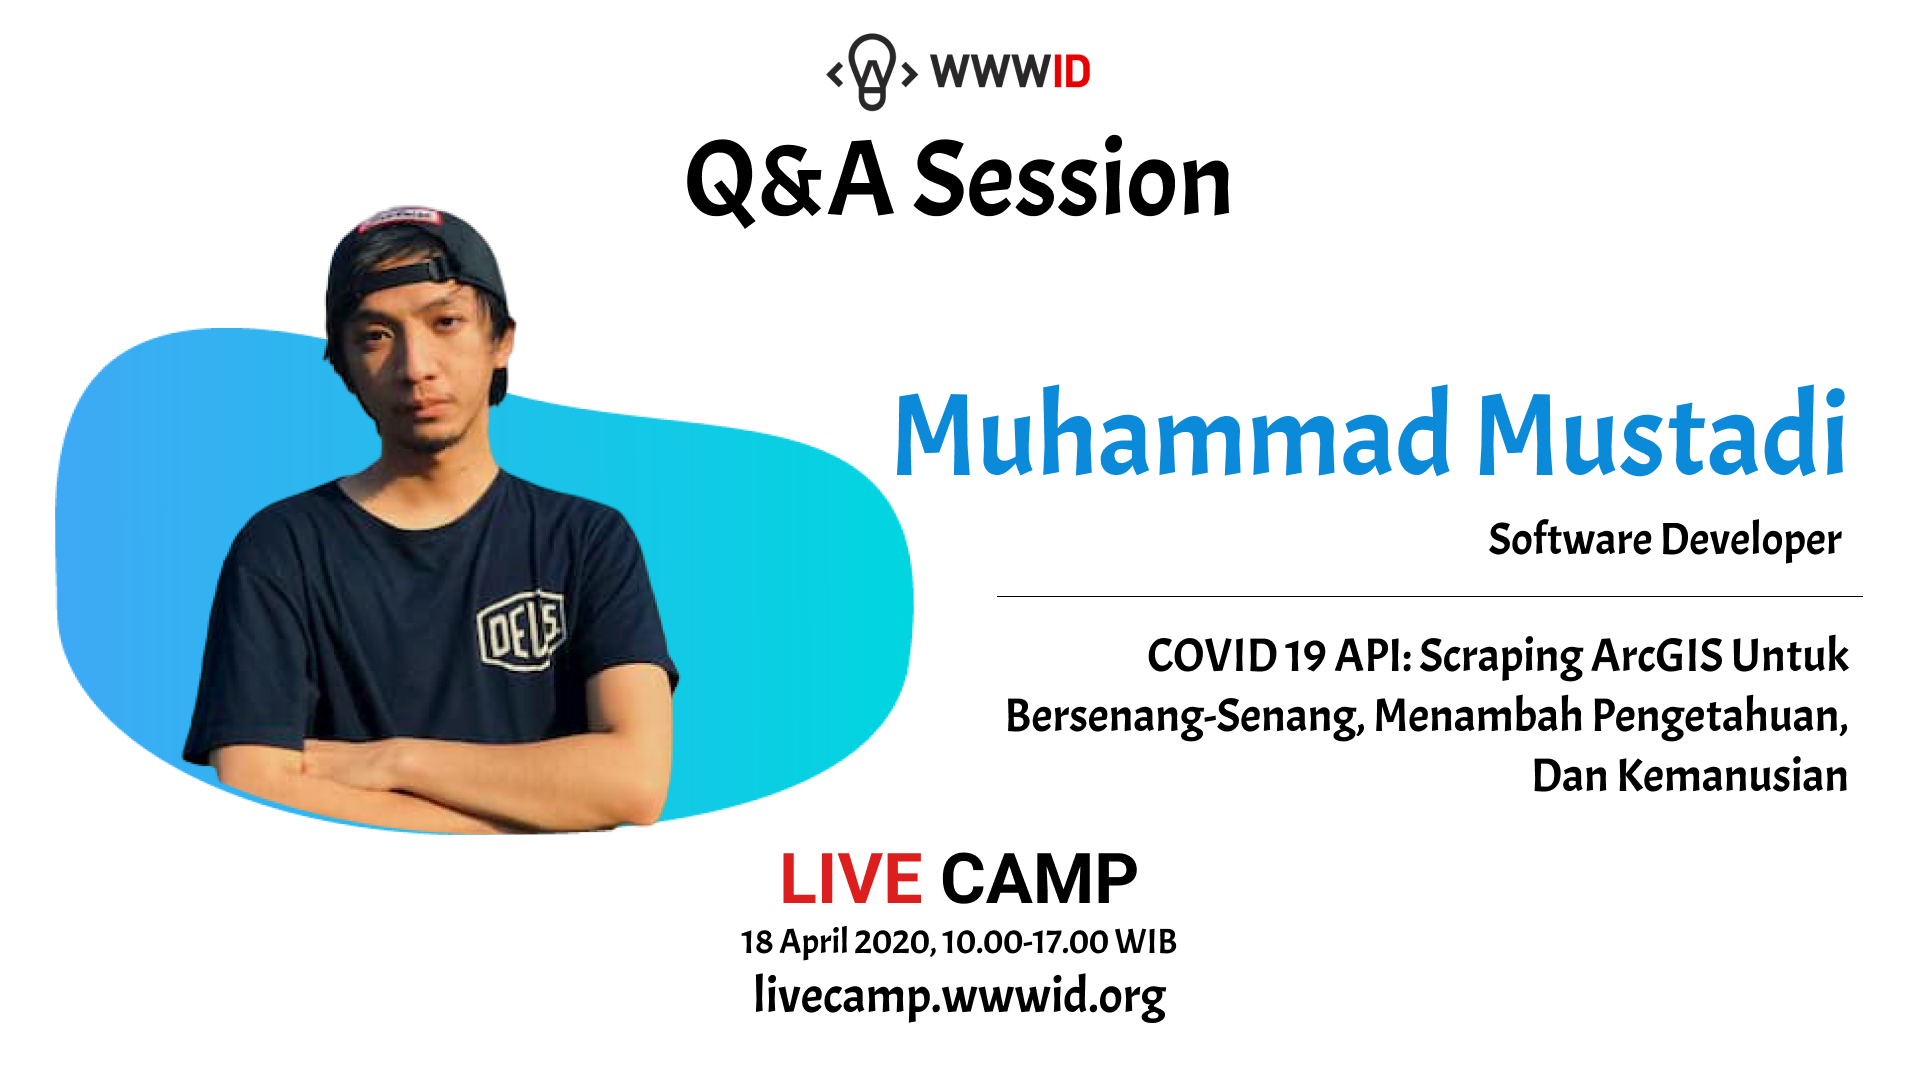 WWWID
Q&A Session
Muhammad Mustadi
Software Developer
DEUS
COVID 19 API: Scraping ArcGIS Untuk
Bersenang-Senang, Menambah Pengetahuan,
Dan Kemanusian
LIVE CAMP
18 April 2020, 10.00-17.00 WIB
livecamp.wwwid.org